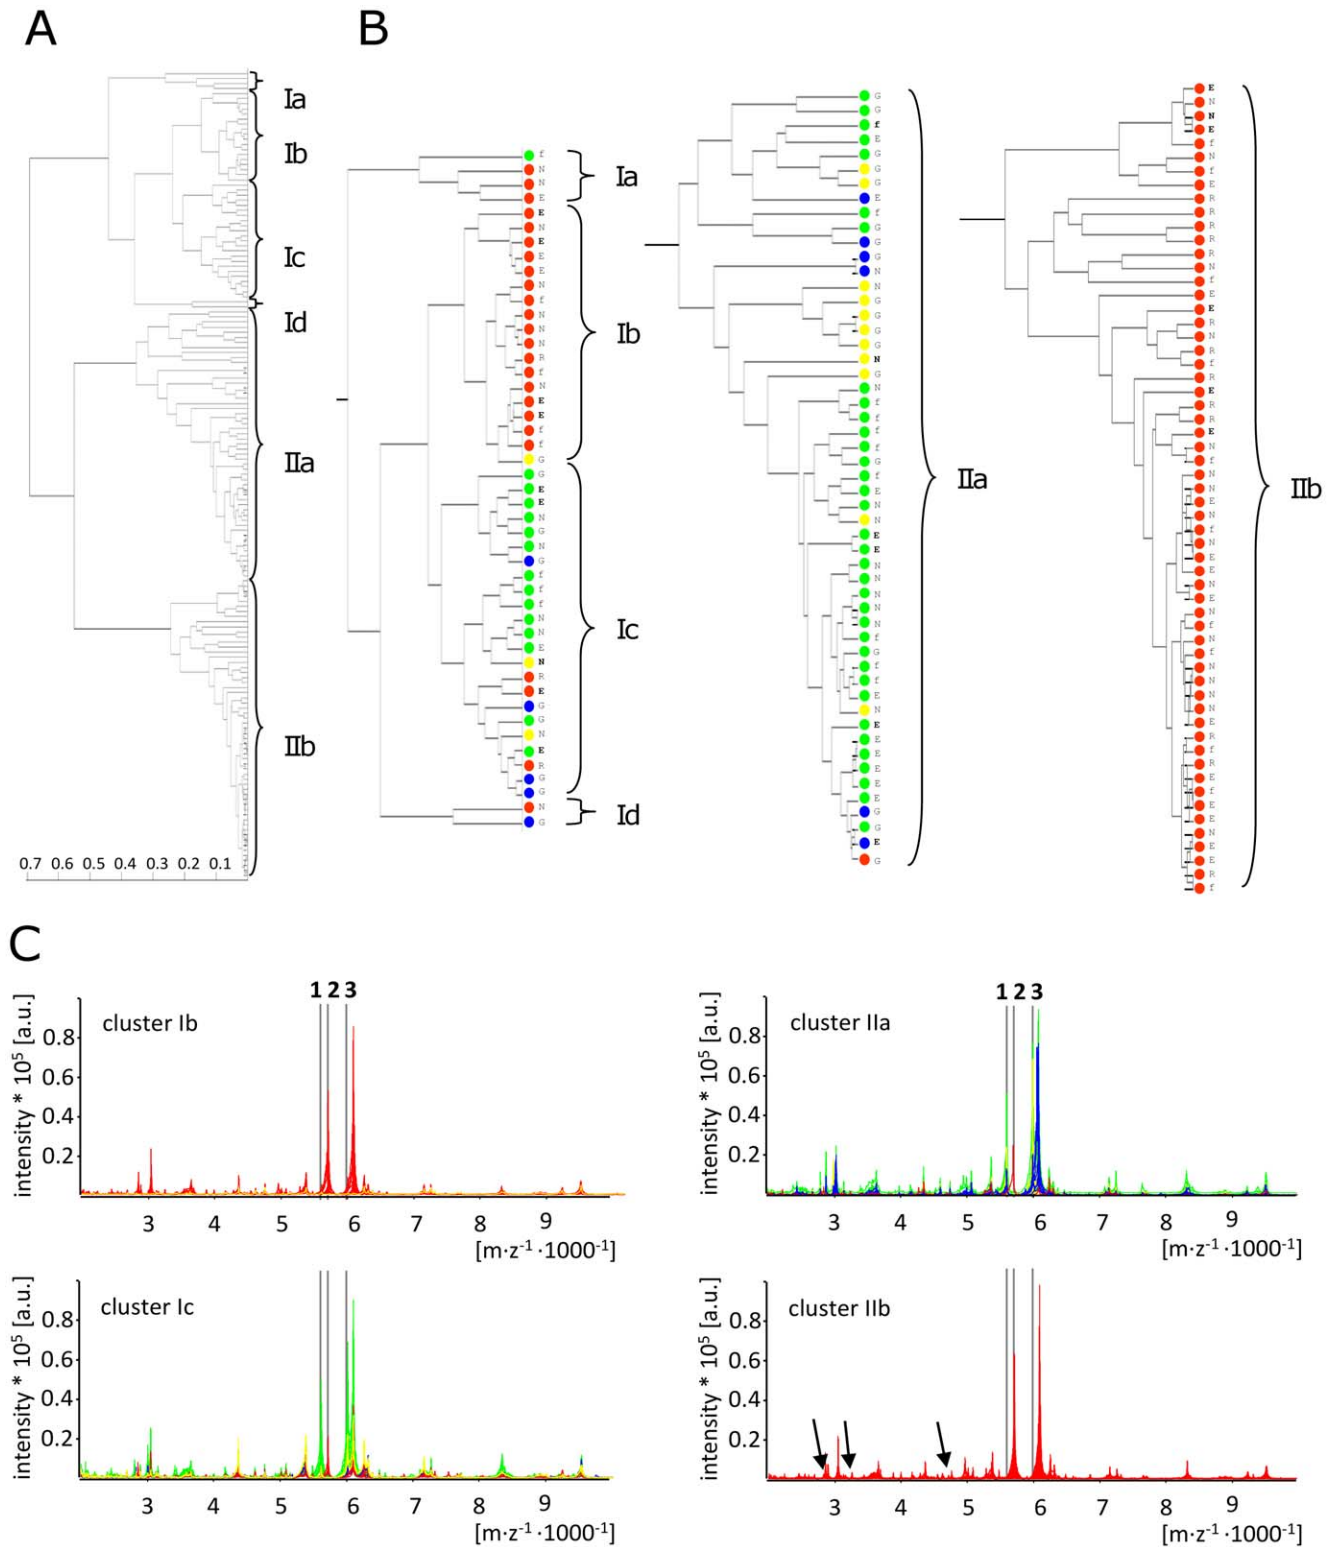 A
Ia
Ib
Ic
Id
IIa
IIb
0.7 0.6 0.5 0.4 0.3 0.2 0.1
B
f
N
N
E
Ia
E
N
E
E
E
N
f
N
N
N
R
f
N
E
E
f
f
G
Ib
G
E
E
N
G
N
G
f
f
f
N
N
E
N
R
E
G
G
N
E
R
G
G
Ic
N
G
Id
G
G
f
E
G
G
G
E
f
G
G
G
N
N
G
G
G
G
N
G
N
f
f
f
f
G
f
E
N
N
E
E
N
N
N
N
N
f
G
f
f
E
N
E
E
E
E
E
E
G
G
E
G
IIa
E
N
N
E
f
N
f
E
R
R
R
R
R
N
f
E
E
R
N
R
f
R
E
R
R
E
N
f
N
N
E
N
f
N
E
E
N
E
N
f
N
f
N
N
N
N
E
R
f
R
E
f
E
E
N
E
E
R
f
IIb
C
1 2 3
cluster Ib
intensity * 10⁵ [a.u.]
0.8
0.6
0.4
0.2
3 4 5 6 7 8 9
[m·z⁻¹·1000⁻¹]
1 2 3
cluster IIa
intensity * 10⁵ [a.u.]
0.8
0.6
0.4
0.2
3 4 5 6 7 8 9
[m·z⁻¹·1000⁻¹]
cluster Ic
intensity * 10⁵ [a.u.]
0.8
0.6
0.4
0.2
3 4 5 6 7 8 9
[m·z⁻¹·1000⁻¹]
cluster IIb
intensity * 10⁵ [a.u.]
0.8
0.6
0.4
0.2
3 4 5 6 7 8 9
[m·z⁻¹·1000⁻¹]